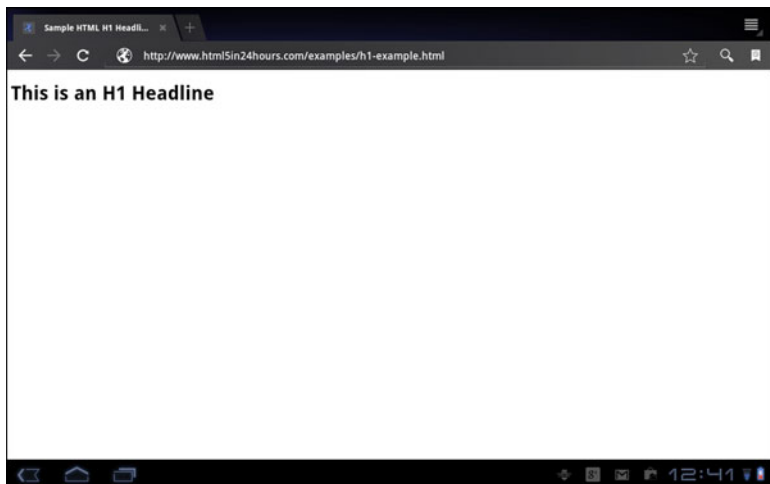 Sample HTML H1 Headli...
http://www.html5in24hours.com/examples/h1-example.html
This is an H1 Headline
12:41